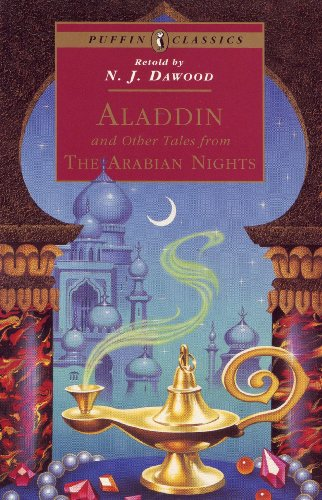 PUFFIN CLASSICS
Retold by
N. J. DAWOOD
ALADDIN
and Other Tales from
THE ARABIAN NIGHTS